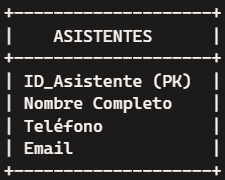 ASISTENTES
ID_Asistente (PK)
Nombre Completo
Teléfono
Email